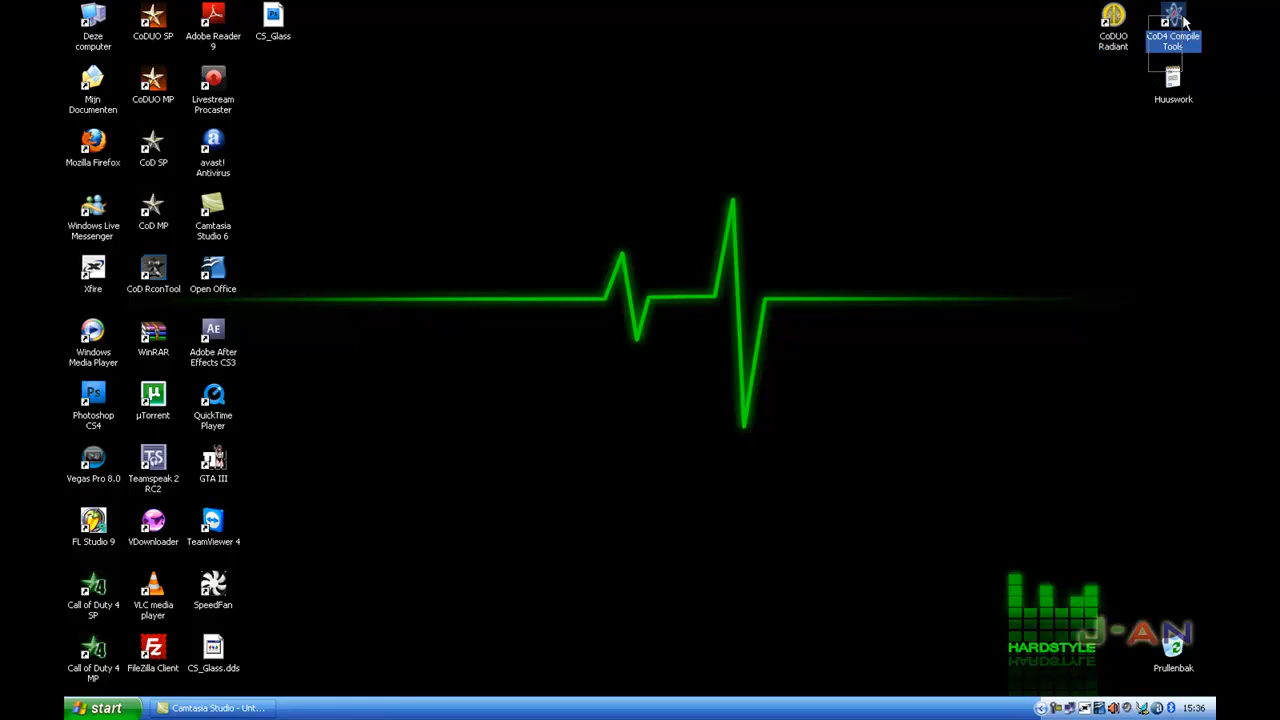 Deze
computer
CoDUO SP
Adobe Reader
9
CS_Glass
CoDUO
Radiant
CoD4 Compile
Tools
Mijn
Documenten
CoDUO MP
Livestream
Procaster
Huuswork
Mozilla Firefox
CoD SP
avast!
Antivirus
Windows Live
Messenger
CoD MP
Camtasia
Studio 6
Xfire
CoD RconTool
Open Office
Windows
Media Player
WinRAR
Adobe After
Effects CS3
Photoshop
CS4
µTorrent
QuickTime
Player
Vegas Pro 8.0
Teamspeak 2
RC2
GTA III
FL Studio 9
VDownloader
TeamViewer 4
Call of Duty 4
SP
VLC media
player
SpeedFan
Call of Duty 4
MP
FileZilla Client
CS_Glass.dds
J-AN
HARDSTYLE
Prullenbak
start
Camtasia Studio - Unt...
15:36